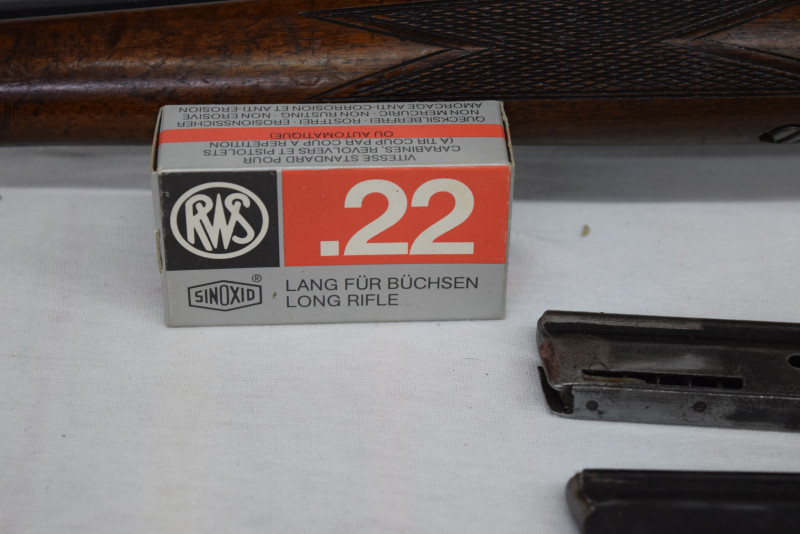 VITESSE STANDARD POUR
CARABINES, REVOLVERS ET PISTOLETS
(A TIR COUP PAR COUP A REPETITION
OU AUTOMATIQUE)
QUECKSILBERFREI · ROSTFREI · EROSIONSSICHER
NON MERCURIC · NON RUSTING · NON EROSIVE
AMORCAGE ANTI-CORROSION ET ANTI-EROSION
RWS
.22
SINOXID ®
LANG FÜR BÜCHSEN
LONG RIFLE